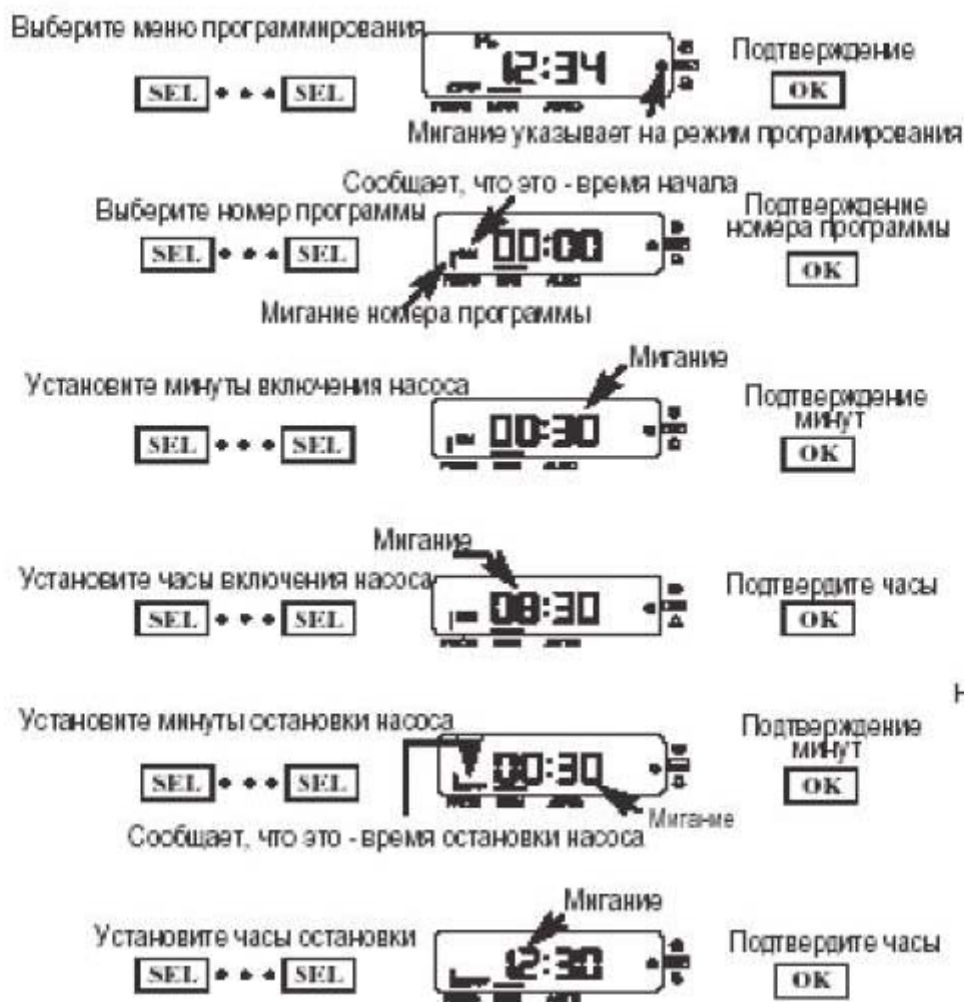 Выберите меню программирования
12:34
Подтверждение
SEL SEL
OK
Мигание указывает на режим програмирования
Сообщает, что это - время начала
Выберите номер программы
00:00
Подтверждение
номера программы
SEL SEL
OK
Мигание номера программы
Мигание
Установите минуты включения насоса
00:30
Подтверждение
минут
SEL SEL
OK
Мигание
Установите часы включения насоса
08:30
Подтвердите часы
SEL SEL
OK
Н
Установите минуты остановки насоса
00:30
Подтверждение
минут
SEL SEL
OK
Мигание
Сообщает, что это - время остановки насоса
Мигание
Установите часы остановки
12:30
Подтвердите часы
SEL SEL
OK